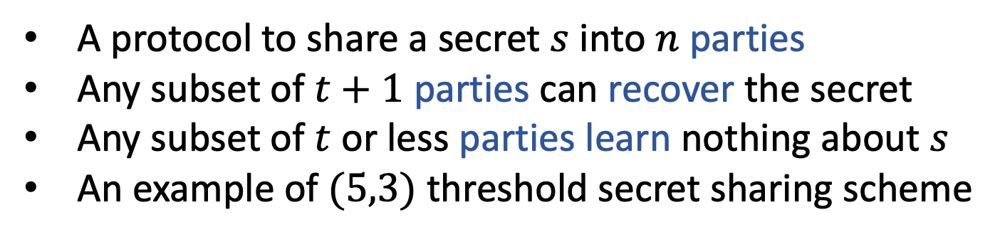 • A protocol to share a secret s into n parties
• Any subset of t + 1 parties can recover the secret
• Any subset of t or less parties learn nothing about s
• An example of (5,3) threshold secret sharing scheme